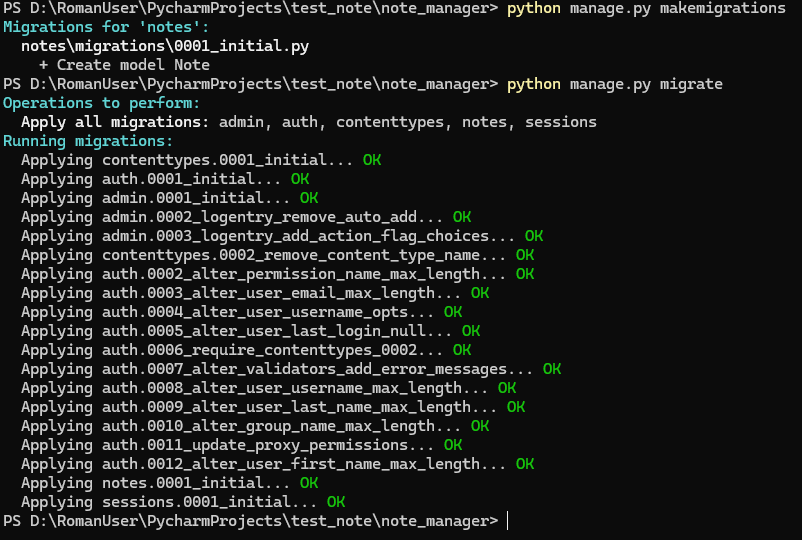 PS D:\RomanUser\PycharmProjects\test_note\note_manager> python manage.py makemigrations
Migrations for 'notes':
  notes\migrations\0001_initial.py
    + Create model Note
PS D:\RomanUser\PycharmProjects\test_note\note_manager> python manage.py migrate
Operations to perform:
  Apply all migrations: admin, auth, contenttypes, notes, sessions
Running migrations:
  Applying contenttypes.0001_initial... OK
  Applying auth.0001_initial... OK
  Applying admin.0001_initial... OK
  Applying admin.0002_logentry_remove_auto_add... OK
  Applying admin.0003_logentry_add_action_flag_choices... OK
  Applying contenttypes.0002_remove_content_type_name... OK
  Applying auth.0002_alter_permission_name_max_length... OK
  Applying auth.0003_alter_user_email_max_length... OK
  Applying auth.0004_alter_user_username_opts... OK
  Applying auth.0005_alter_user_last_login_null... OK
  Applying auth.0006_require_contenttypes_0002... OK
  Applying auth.0007_alter_validators_add_error_messages... OK
  Applying auth.0008_alter_user_username_max_length... OK
  Applying auth.0009_alter_user_last_name_max_length... OK
  Applying auth.0010_alter_group_name_max_length... OK
  Applying auth.0011_update_proxy_permissions... OK
  Applying auth.0012_alter_user_first_name_max_length... OK
  Applying notes.0001_initial... OK
  Applying sessions.0001_initial... OK
PS D:\RomanUser\PycharmProjects\test_note\note_manager>